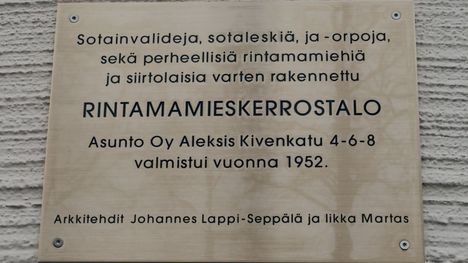 Sotainvalideja, sotaleskiä, ja -orpoja,
sekä perheellisiä rintamamiehiä
ja siirtolaisia varten rakennettu
RINTAMAMIESKERROSTALO
Asunto Oy Aleksis Kivenkatu 4-6-8
valmistui vuonna 1952.
Arkkitehdit Johannes Lappi-Seppälä ja Iikka Martas